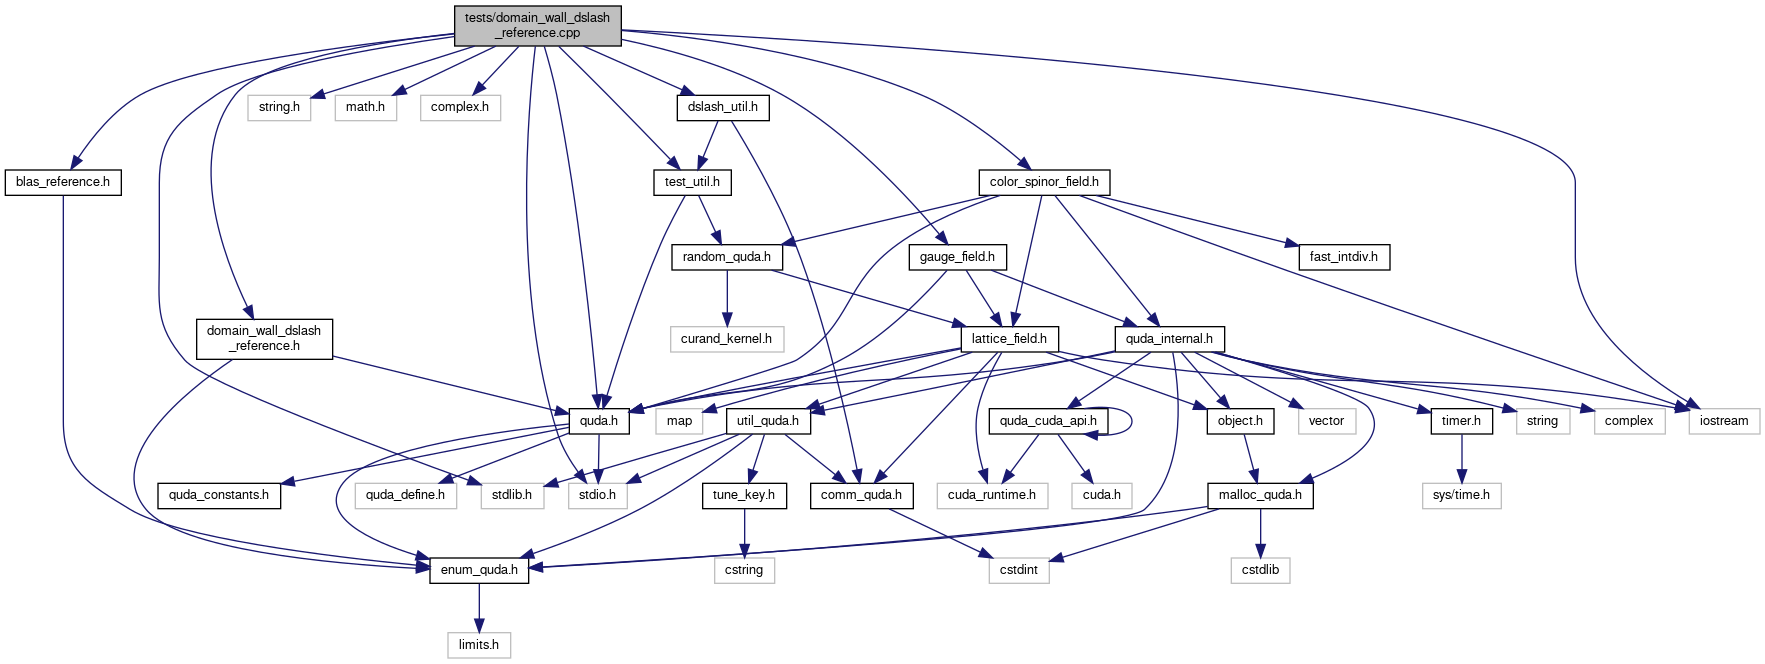 tests/domain_wall_dslash
_reference.cpp
string.h
math.h
complex.h
dslash_util.h
blas_reference.h
test_util.h
color_spinor_field.h
random_quda.h
gauge_field.h
fast_intdiv.h
domain_wall_dslash
_reference.h
curand_kernel.h
lattice_field.h
quda_internal.h
quda.h
map
util_quda.h
quda_cuda_api.h
object.h
vector
timer.h
string
complex
iostream
quda_constants.h
quda_define.h
stdlib.h
stdio.h
tune_key.h
comm_quda.h
cuda_runtime.h
cuda.h
malloc_quda.h
sys/time.h
enum_quda.h
cstring
cstdint
cstdlib
limits.h